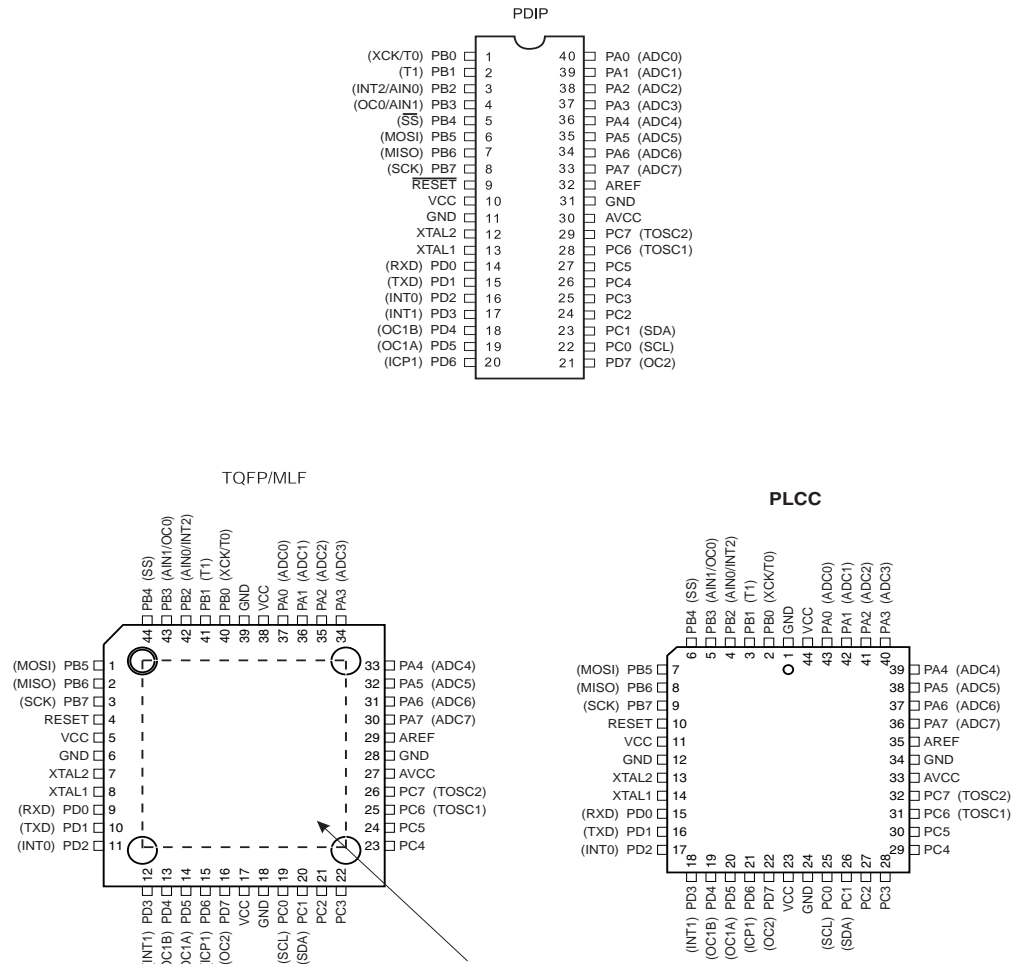 PDIP
(XCK/T0) PB0 1 40 PA0 (ADC0)
(T1) PB1 2 39 PA1 (ADC1)
(INT2/AIN0) PB2 3 38 PA2 (ADC2)
(OC0/AIN1) PB3 4 37 PA3 (ADC3)
(SS) PB4 5 36 PA4 (ADC4)
(MOSI) PB5 6 35 PA5 (ADC5)
(MISO) PB6 7 34 PA6 (ADC6)
(SCK) PB7 8 33 PA7 (ADC7)
RESET 9 32 AREF
VCC 10 31 GND
GND 11 30 AVCC
XTAL2 12 29 PC7 (TOSC2)
XTAL1 13 28 PC6 (TOSC1)
(RXD) PD0 14 27 PC5
(TXD) PD1 15 26 PC4
(INT0) PD2 16 25 PC3
(INT1) PD3 17 24 PC2
(OC1B) PD4 18 23 PC1 (SDA)
(OC1A) PD5 19 22 PC0 (SCL)
(ICP1) PD6 20 21 PD7 (OC2)
TQFP/MLF
PB4 (SS)
PB3 (AIN1/OC0)
PB2 (AIN0/INT2)
PB1 (T1)
PB0 (XCK/T0)
GND
VCC
PA0 (ADC0)
PA1 (ADC1)
PA2 (ADC2)
PA3 (ADC3)
44 43 42 41 40 39 38 37 36 35 34
(MOSI) PB5 1 33 PA4 (ADC4)
(MISO) PB6 2 32 PA5 (ADC5)
(SCK) PB7 3 31 PA6 (ADC6)
RESET 4 30 PA7 (ADC7)
VCC 5 29 AREF
GND 6 28 GND
XTAL2 7 27 AVCC
XTAL1 8 26 PC7 (TOSC2)
(RXD) PD0 9 25 PC6 (TOSC1)
(TXD) PD1 10 24 PC5
(INT0) PD2 11 23 PC4
12 13 14 15 16 17 18 19 20 21 22
(INT1) PD3
(OC1B) PD4
(OC1A) PD5
(ICP1) PD6
(OC2) PD7
VCC
GND
(SCL) PC0
(SDA) PC1
PC2
PC3
PLCC
PB4 (SS)
PB3 (AIN1/OC0)
PB2 (AIN0/INT2)
PB1 (T1)
PB0 (XCK/T0)
GND
VCC
PA0 (ADC0)
PA1 (ADC1)
PA2 (ADC2)
PA3 (ADC3)
6 5 4 3 2 1 44 43 42 41 40
(MOSI) PB5 7 39 PA4 (ADC4)
(MISO) PB6 8 38 PA5 (ADC5)
(SCK) PB7 9 37 PA6 (ADC6)
RESET 10 36 PA7 (ADC7)
VCC 11 35 AREF
GND 12 34 GND
XTAL2 13 33 AVCC
XTAL1 14 32 PC7 (TOSC2)
(RXD) PD0 15 31 PC6 (TOSC1)
(TXD) PD1 16 30 PC5
(INT0) PD2 17 29 PC4
18 19 20 21 22 23 24 25 26 27 28
(INT1) PD3
(OC1B) PD4
(OC1A) PD5
(ICP1) PD6
(OC2) PD7
VCC
GND
(SCL) PC0
(SDA) PC1
PC2
PC3